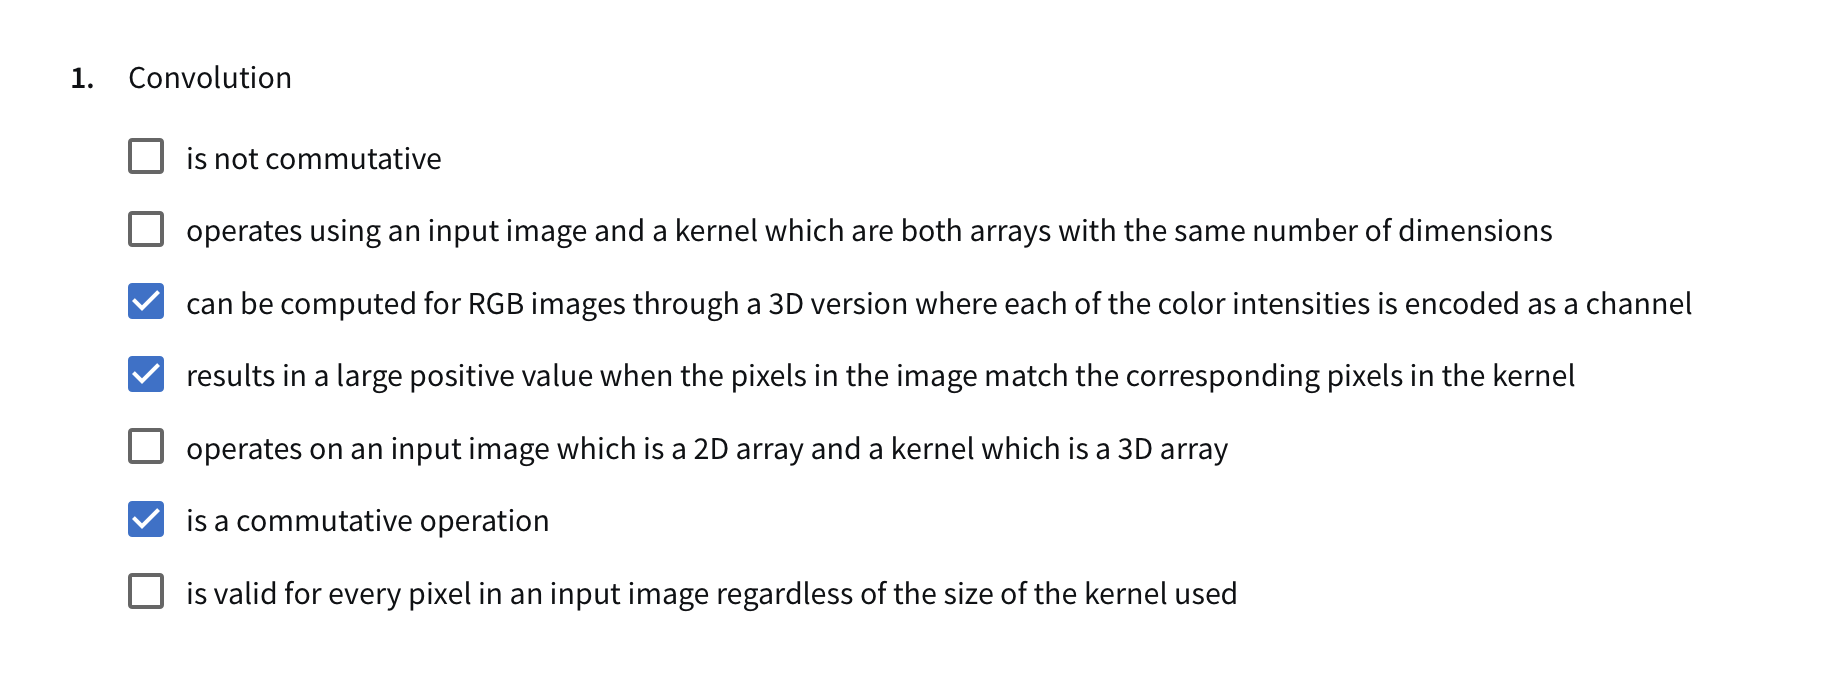 1. Convolution
is not commutative
operates using an input image and a kernel which are both arrays with the same number of dimensions
can be computed for RGB images through a 3D version where each of the color intensities is encoded as a channel
results in a large positive value when the pixels in the image match the corresponding pixels in the kernel
operates on an input image which is a 2D array and a kernel which is a 3D array
is a commutative operation
is valid for every pixel in an input image regardless of the size of the kernel used